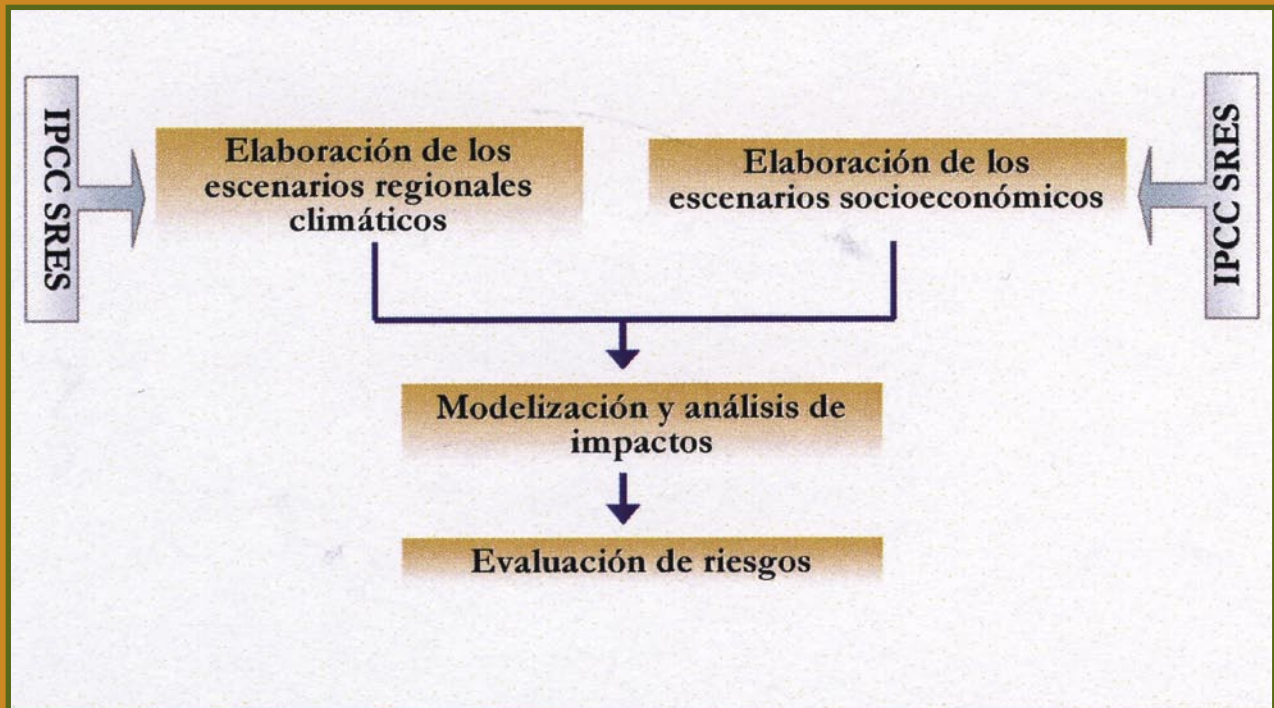 IPCC SRES
Elaboración de los
escenarios regionales
climáticos
Elaboración de los
escenarios socioeconómicos
IPCC SRES
Modelización y análisis de
impactos
Evaluación de riesgos